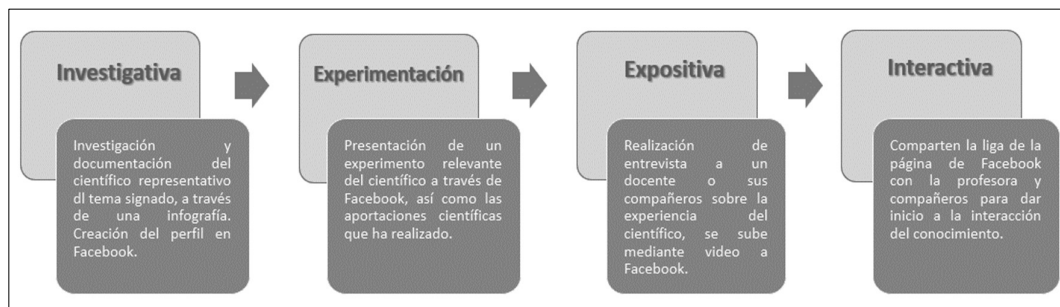 Investigativa
Investigación y
documentación del
científico representativo
dl tema signado, a través
de una infografía.
Creación del perfil en
Facebook.
Experimentación
Presentación de un
experimento relevante
del científico a través de
Facebook, así como las
aportaciones científicas
que ha realizado.
Expositiva
Realización de
entrevista a un
docente o sus
compañeros sobre la
experiencia del
científico, se sube
mediante video a
Facebook.
Interactiva
Comparten la liga de la
página de Facebook
con la profesora y
compañeros para dar
inicio a la interacción
del conocimiento.